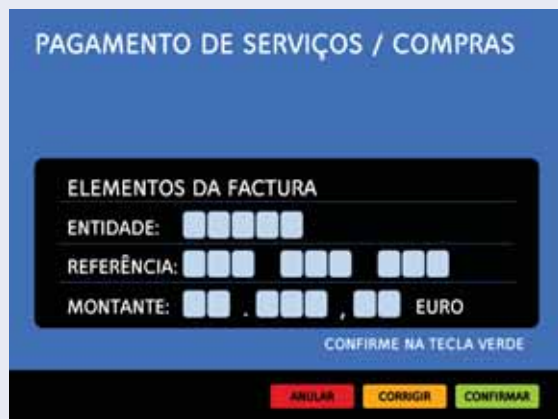 PAGAMENTO DE SERVIÇOS / COMPRAS
ELEMENTOS DA FACTURA
ENTIDADE:
REFERÊNCIA:
MONTANTE: . , EURO
CONFIRME NA TECLA VERDE
ANULAR CORRIGIR CONFIRMAR